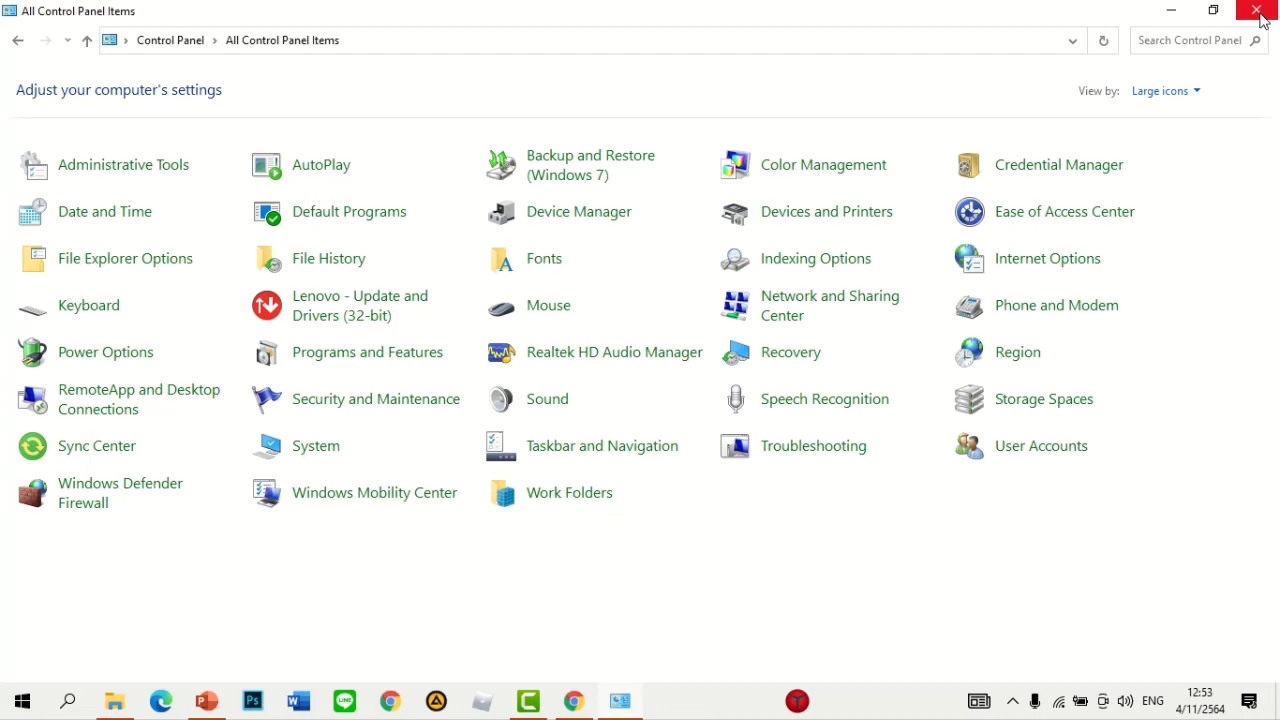 All Control Panel Items
Control Panel
All Control Panel Items
Search Control Panel
Adjust your computer's settings
View by:
Large icons
Administrative Tools
AutoPlay
Backup and Restore
(Windows 7)
Color Management
Credential Manager
Date and Time
Default Programs
Device Manager
Devices and Printers
Ease of Access Center
File Explorer Options
File History
Fonts
Indexing Options
Internet Options
Keyboard
Lenovo - Update and
Drivers (32-bit)
Mouse
Network and Sharing
Center
Phone and Modem
Power Options
Programs and Features
Realtek HD Audio Manager
Recovery
Region
RemoteApp and Desktop
Connections
Security and Maintenance
Sound
Speech Recognition
Storage Spaces
Sync Center
System
Taskbar and Navigation
Troubleshooting
User Accounts
Windows Defender
Firewall
Windows Mobility Center
Work Folders
ENG
12:53
4/11/2564